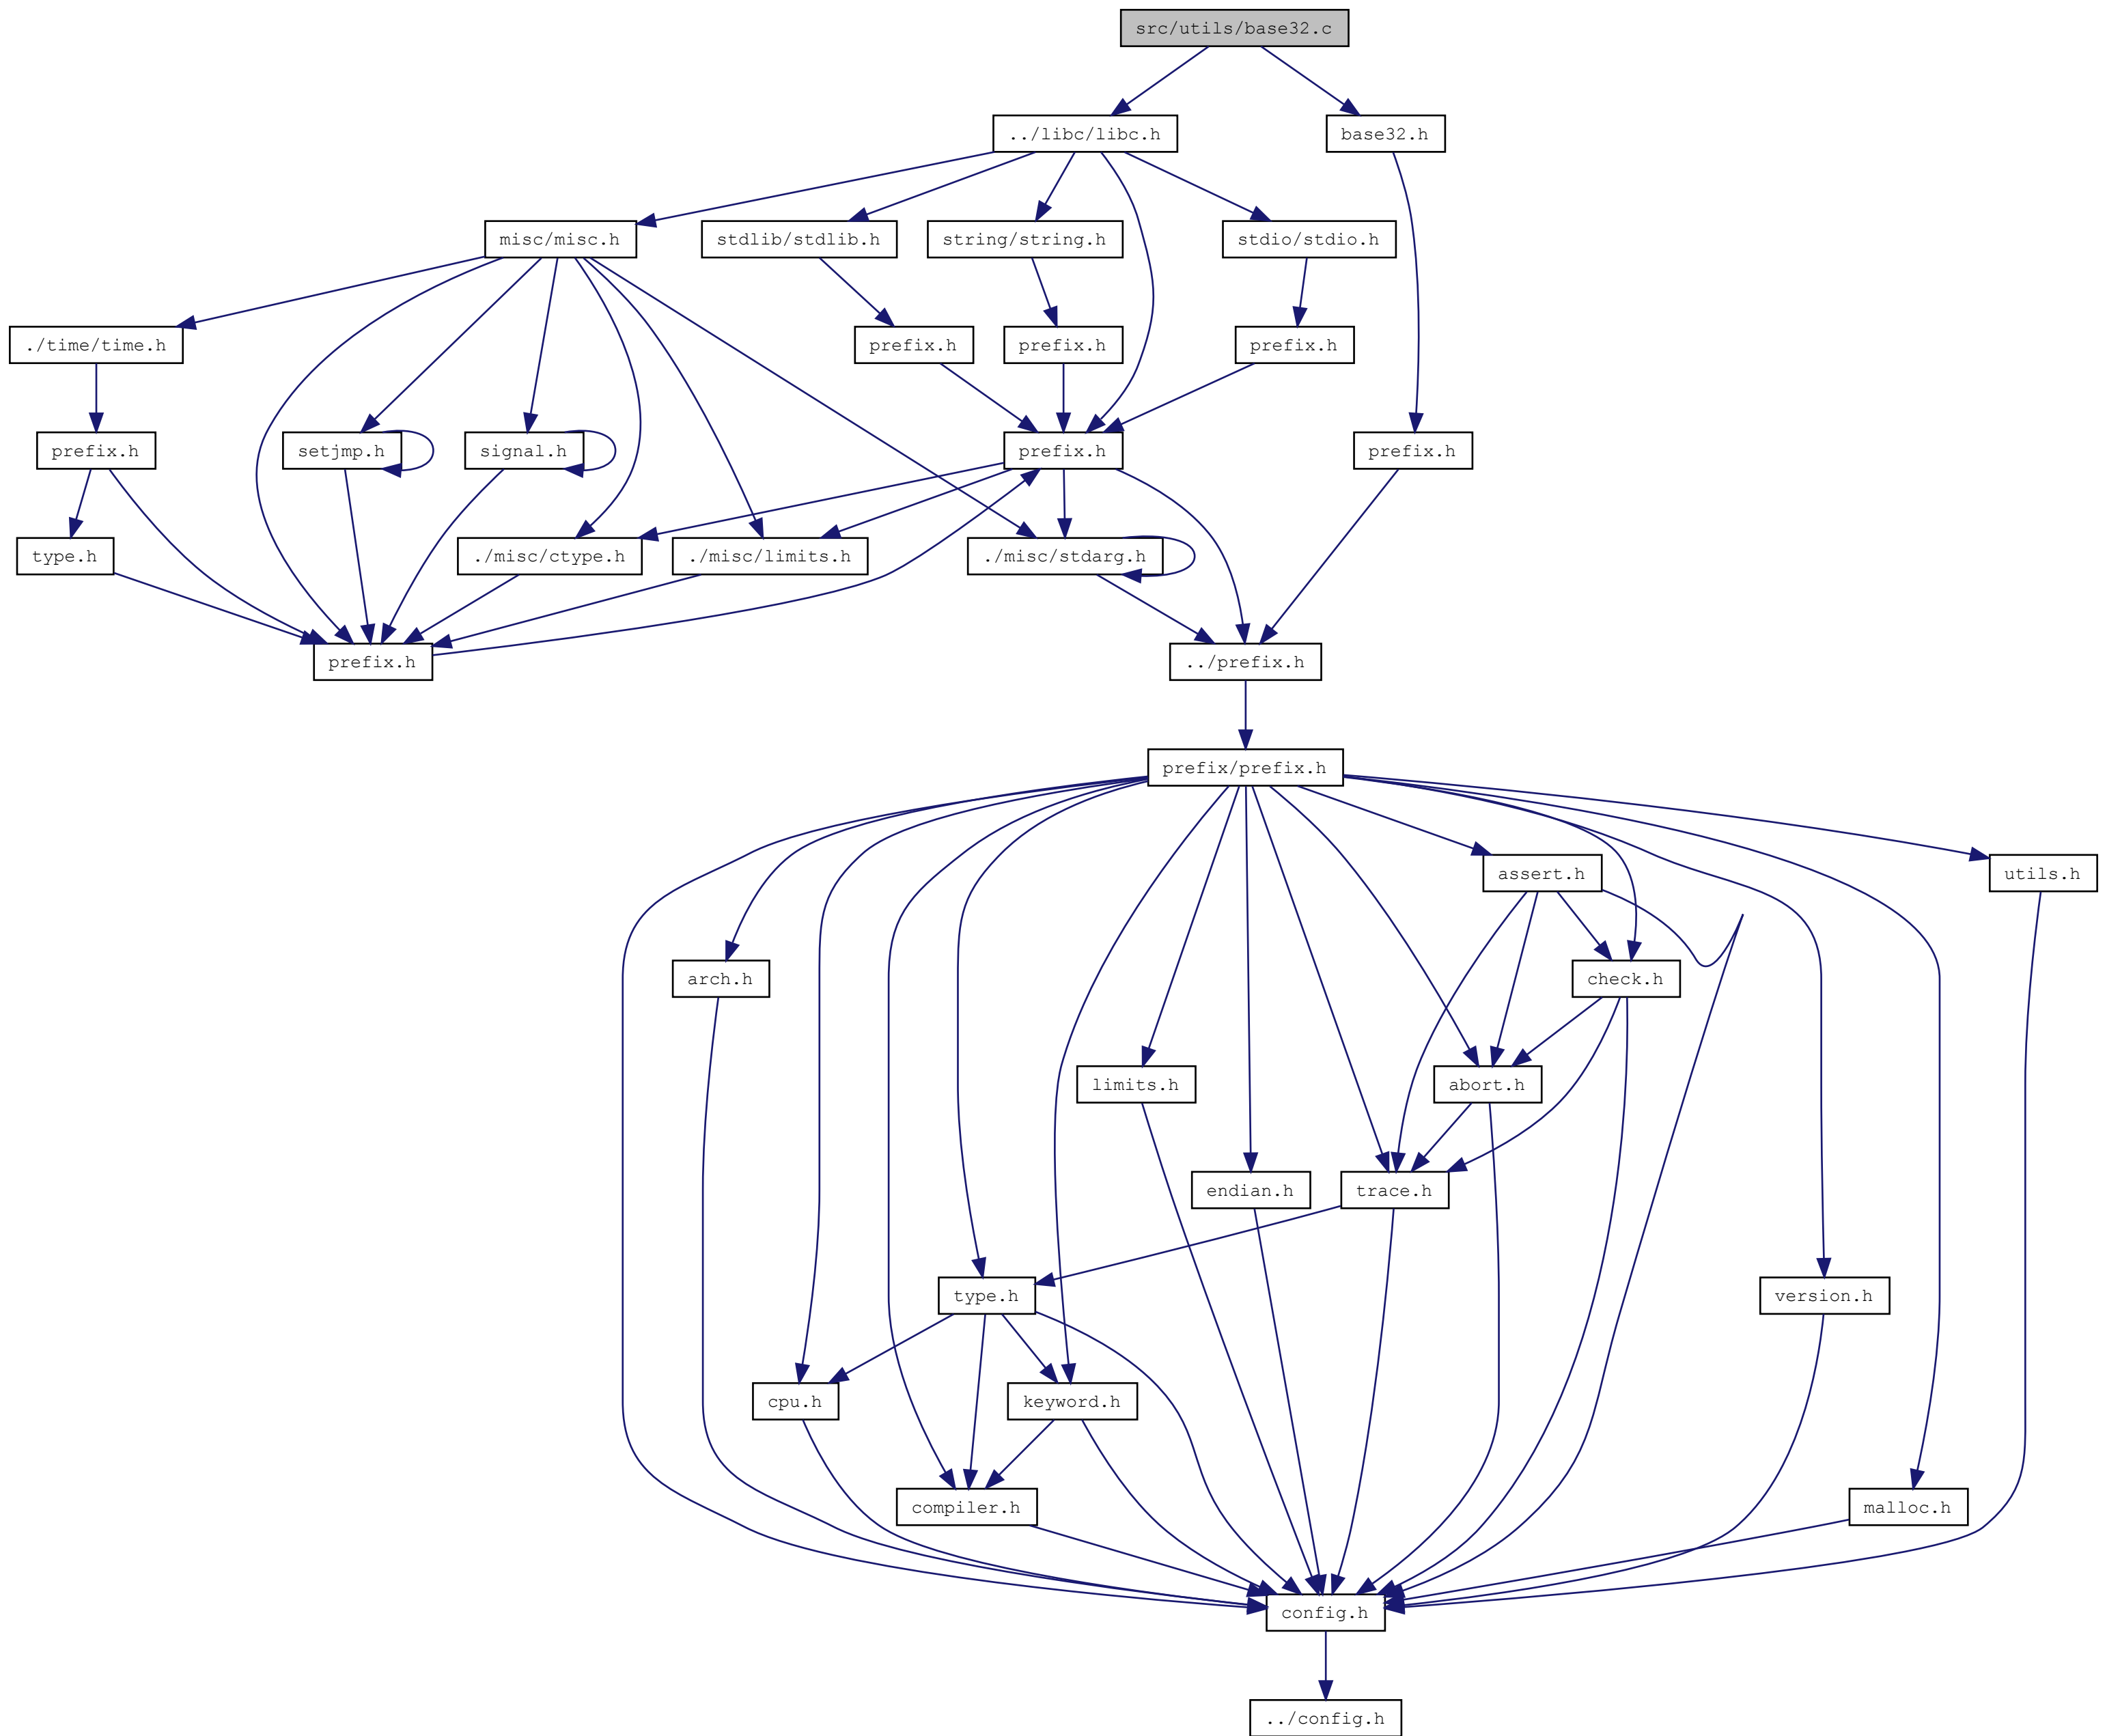 src/utils/base32.c
../libc/libc.h
base32.h
misc/misc.h
stdlib/stdlib.h
string/string.h
stdio/stdio.h
./time/time.h
prefix.h
prefix.h
prefix.h
prefix.h
setjmp.h
signal.h
prefix.h
prefix.h
type.h
./misc/ctype.h
./misc/limits.h
./misc/stdarg.h
prefix.h
../prefix.h
prefix/prefix.h
assert.h
utils.h
arch.h
check.h
limits.h
abort.h
endian.h
trace.h
type.h
version.h
cpu.h
keyword.h
compiler.h
malloc.h
config.h
../config.h